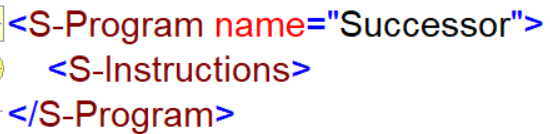 <S-Program name="Successor">
<S-Instructions>
</S-Program>